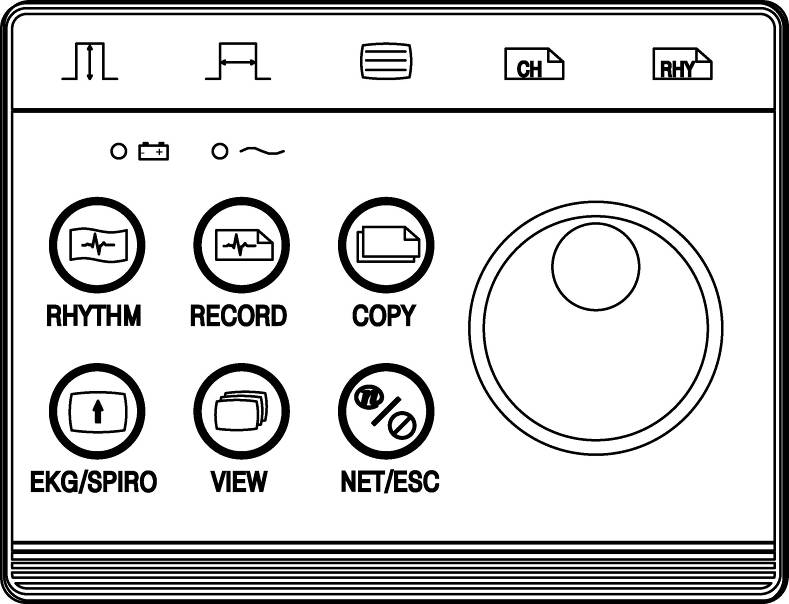 CH
RHY
- +
RHYTHM
RECORD
COPY
EKG/SPIRO
VIEW
n
NET/ESC